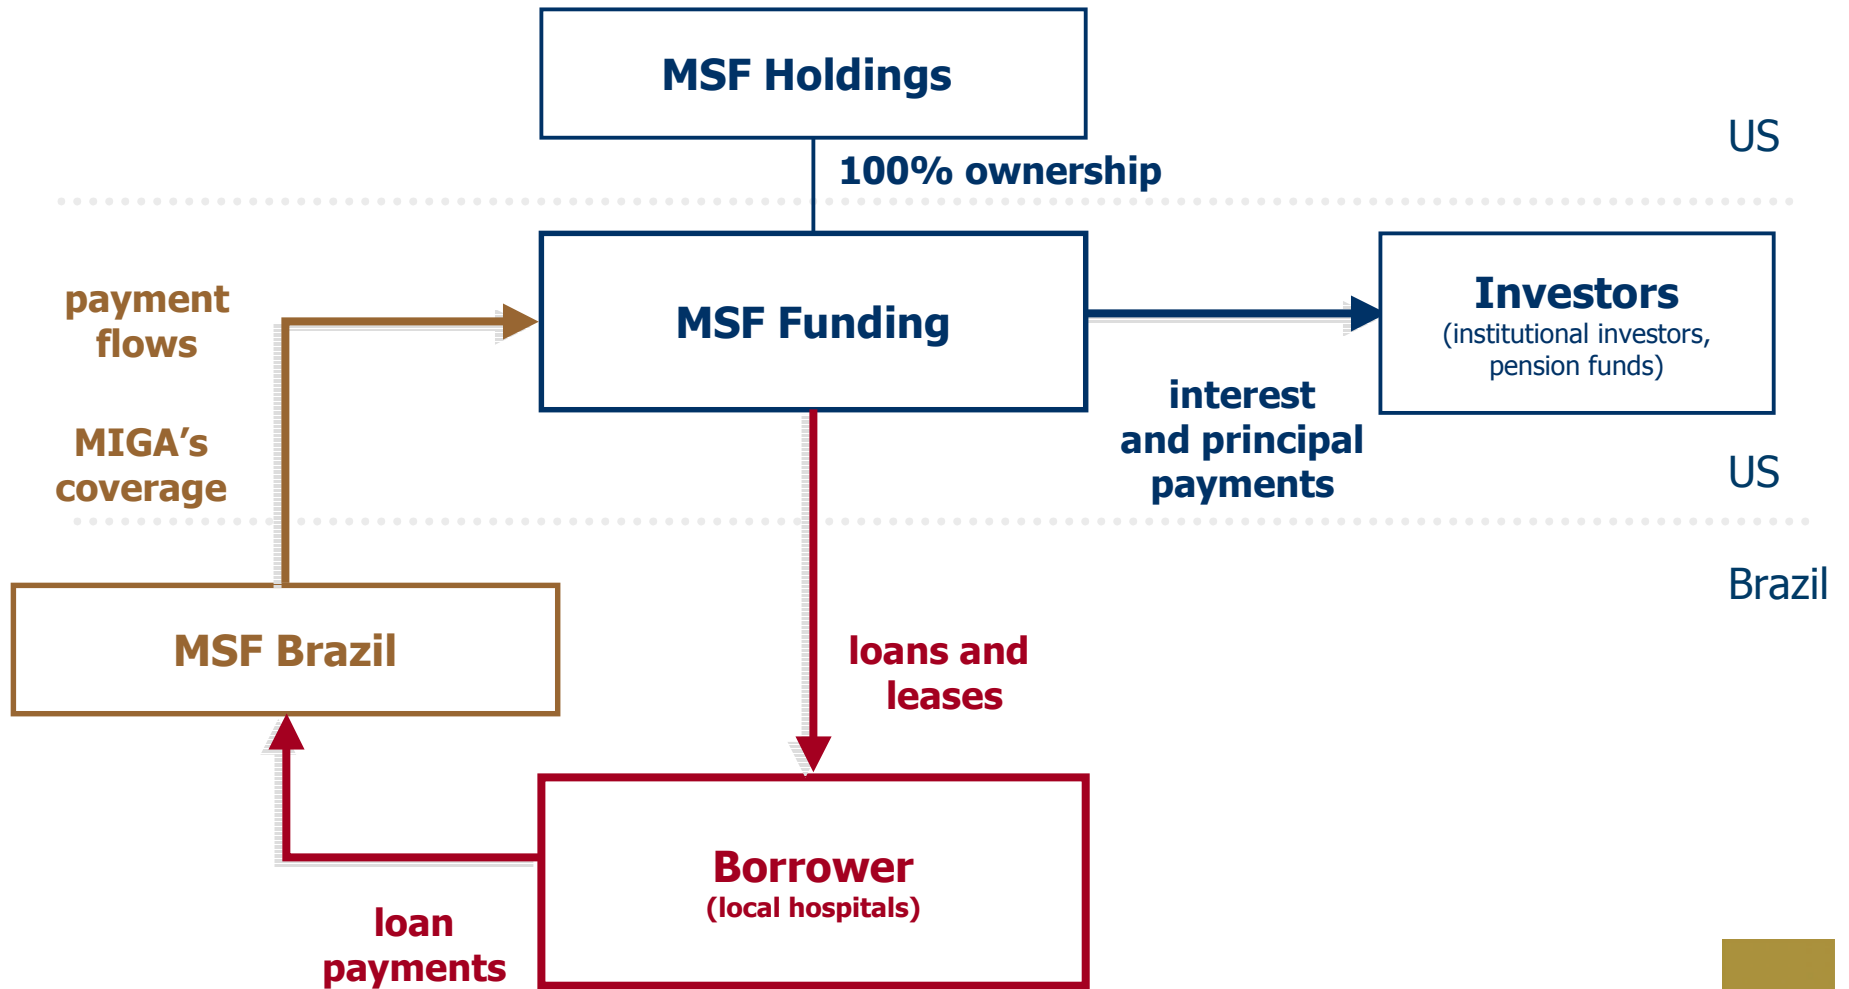 MSF Holdings
US
100% ownership
payment
flows
MSF Funding
Investors
(institutional investors,
pension funds)
interest
and principal
payments
MIGA’s
coverage
US
Brazil
MSF Brazil
loans and
leases
Borrower
(local hospitals)
loan
payments